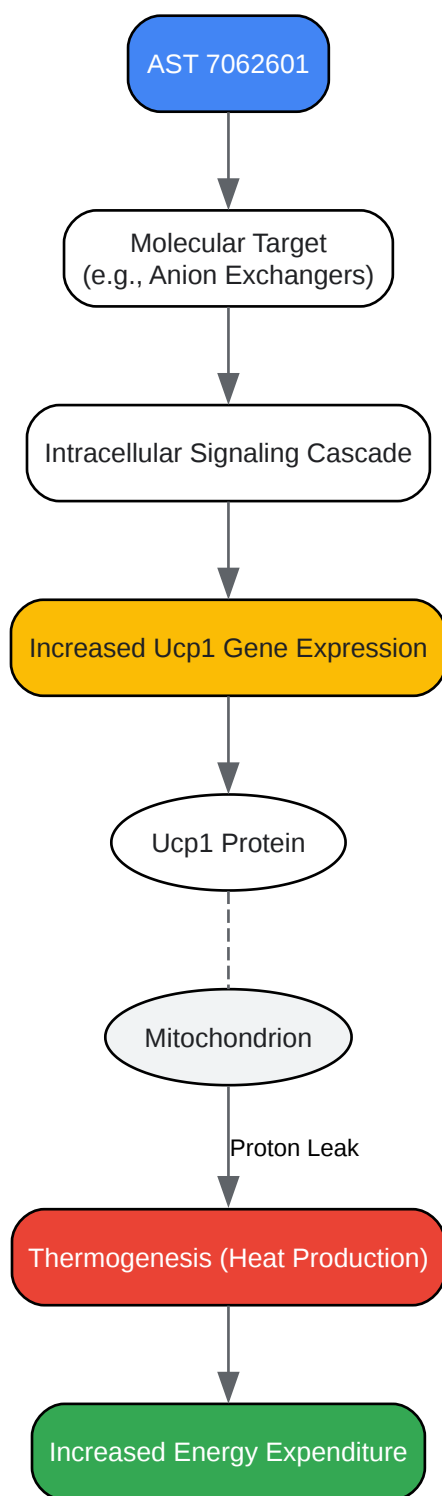 AST 7062601
Molecular Target
(e.g., Anion Exchangers)
Intracellular Signaling Cascade
Increased Ucp1 Gene Expression
Ucp1 Protein
Mitochondrion
Proton Leak
Thermogenesis (Heat Production)
Increased Energy Expenditure